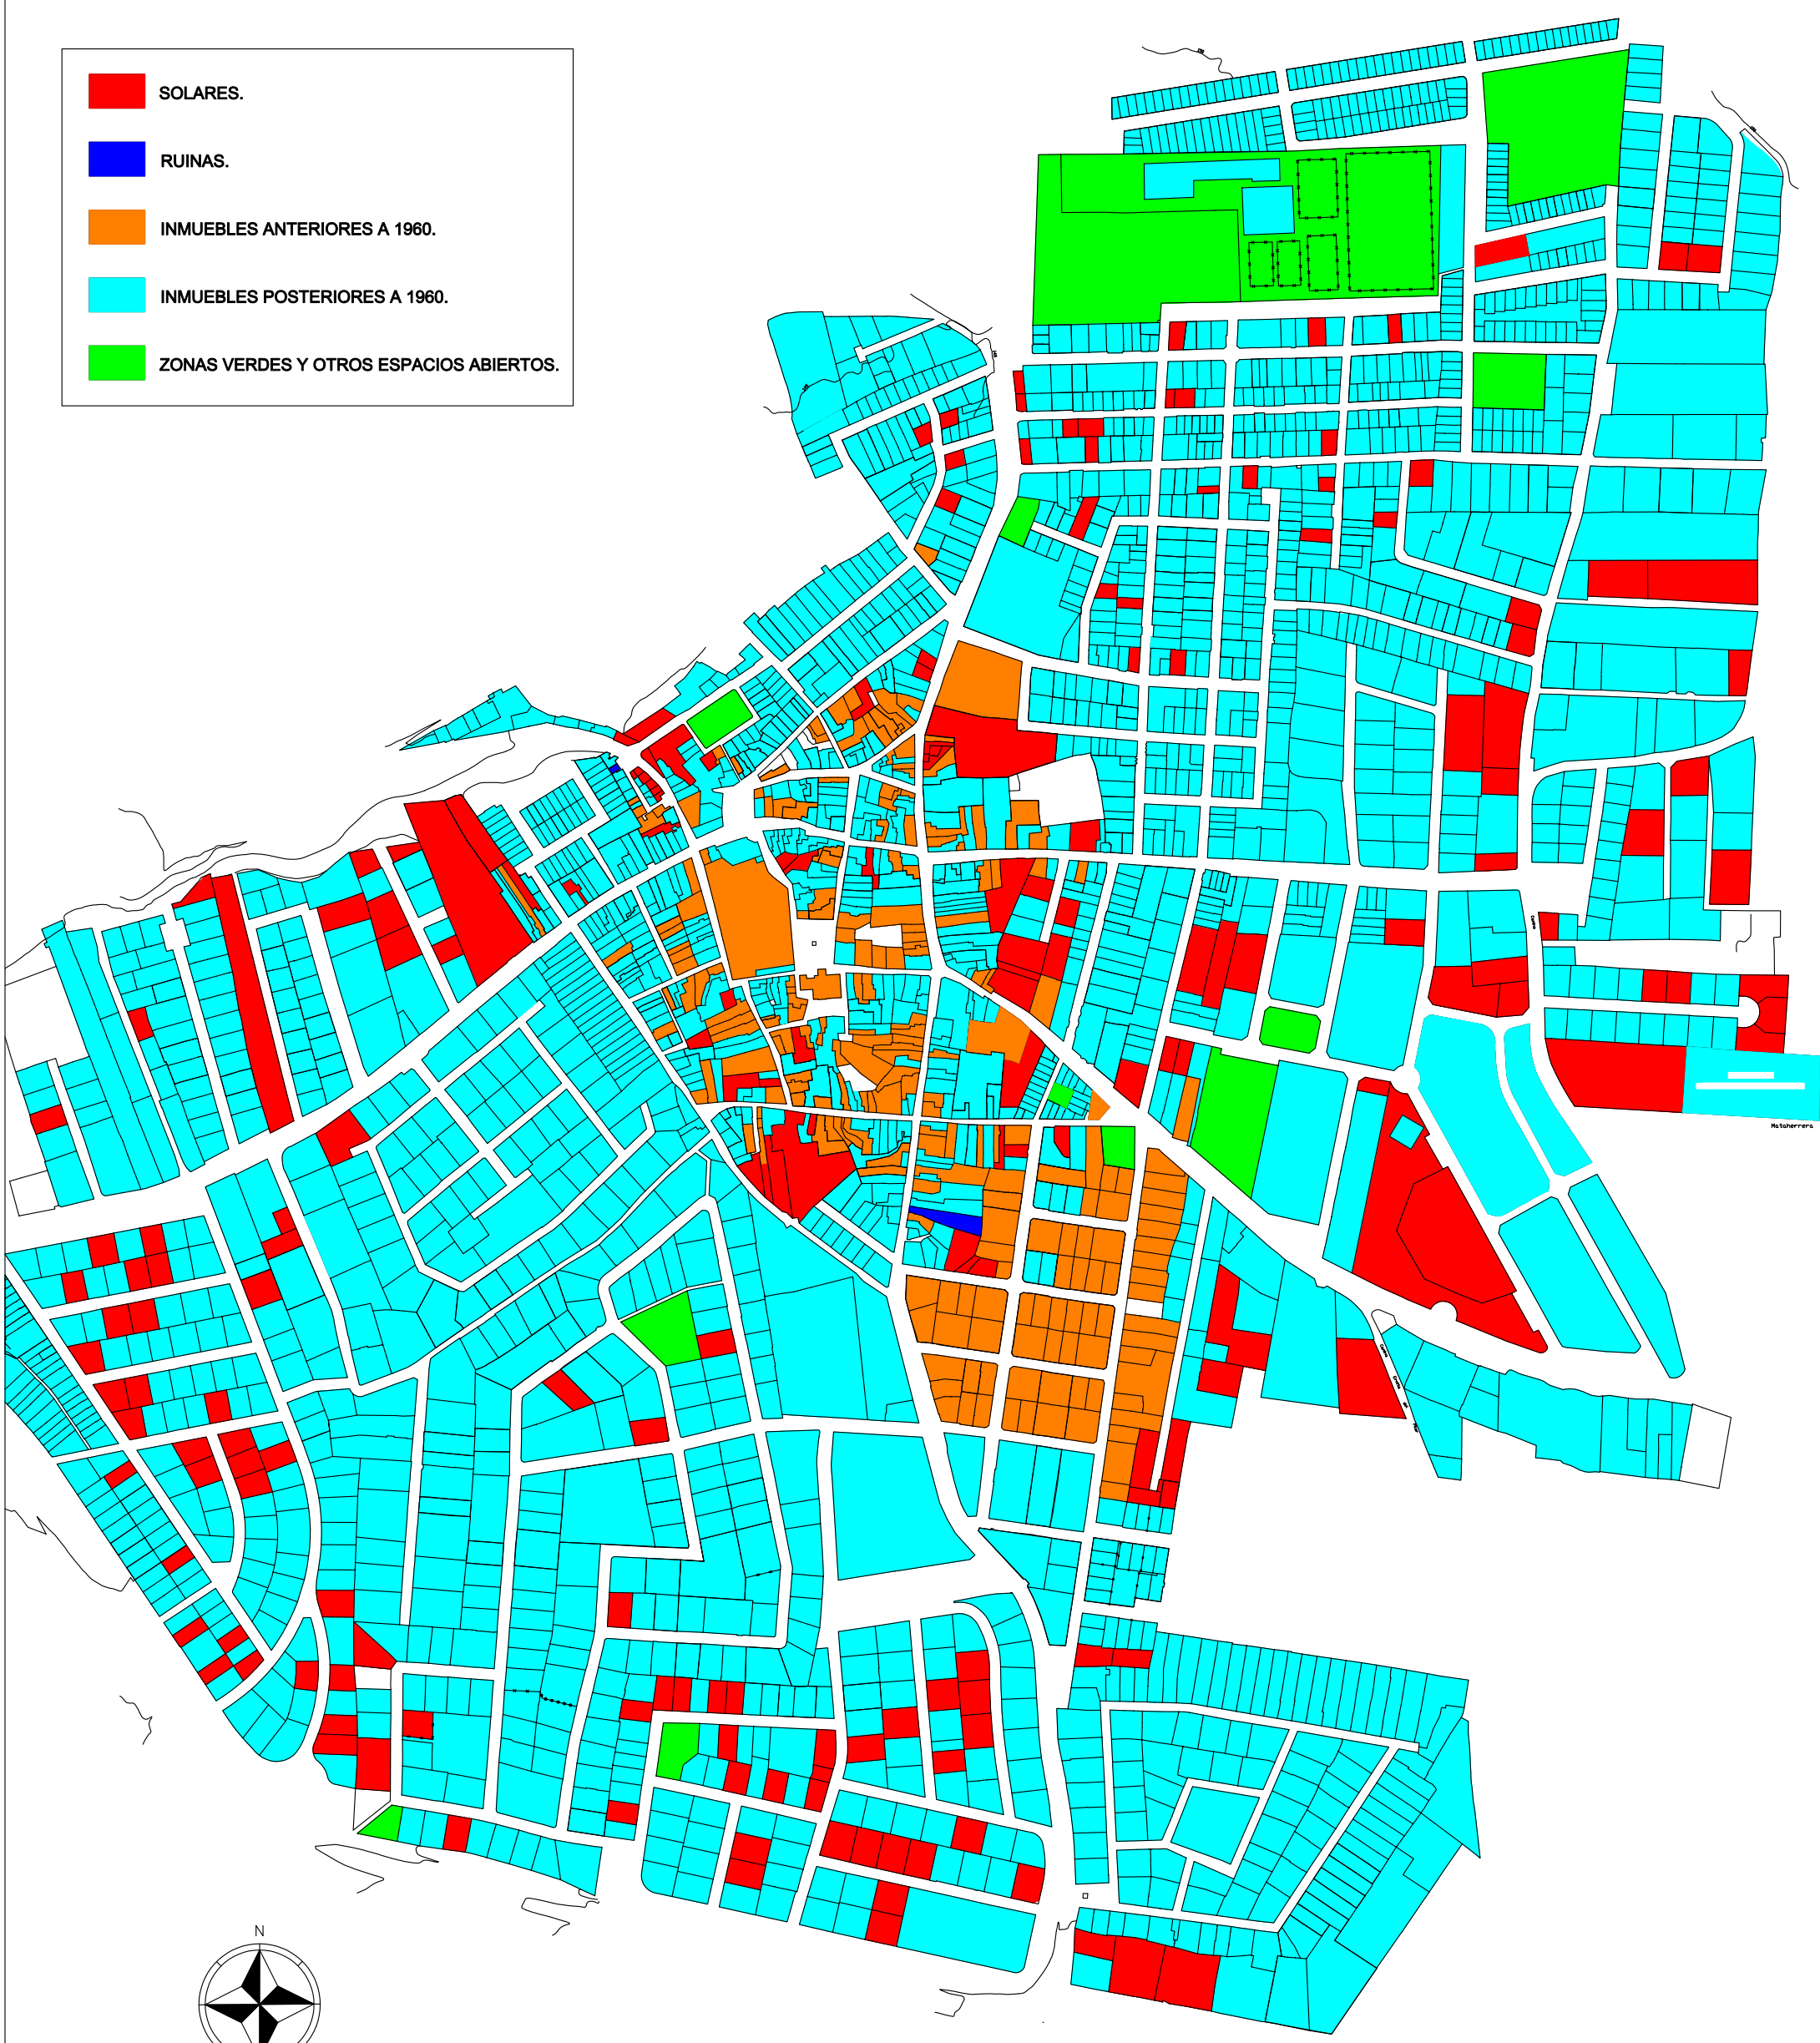 SOLARES.
RUINAS.
INMUEBLES ANTERIORES A 1960.
INMUEBLES POSTERIORES A 1960.
ZONAS VERDES Y OTROS ESPACIOS ABIERTOS.
Mataherrera
N